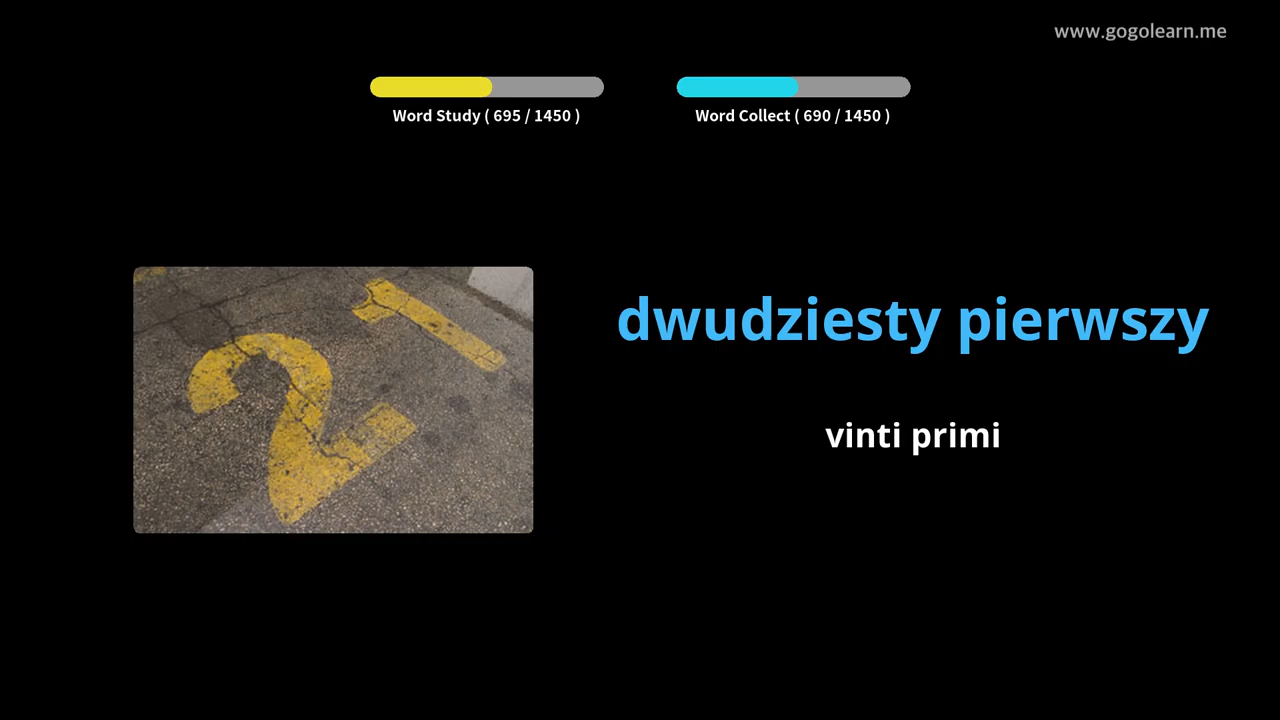 www.gogolearn.me
Word Study ( 695 / 1450 )
Word Collect ( 690 / 1450 )
21
dwudziesty pierwszy
vinti primi